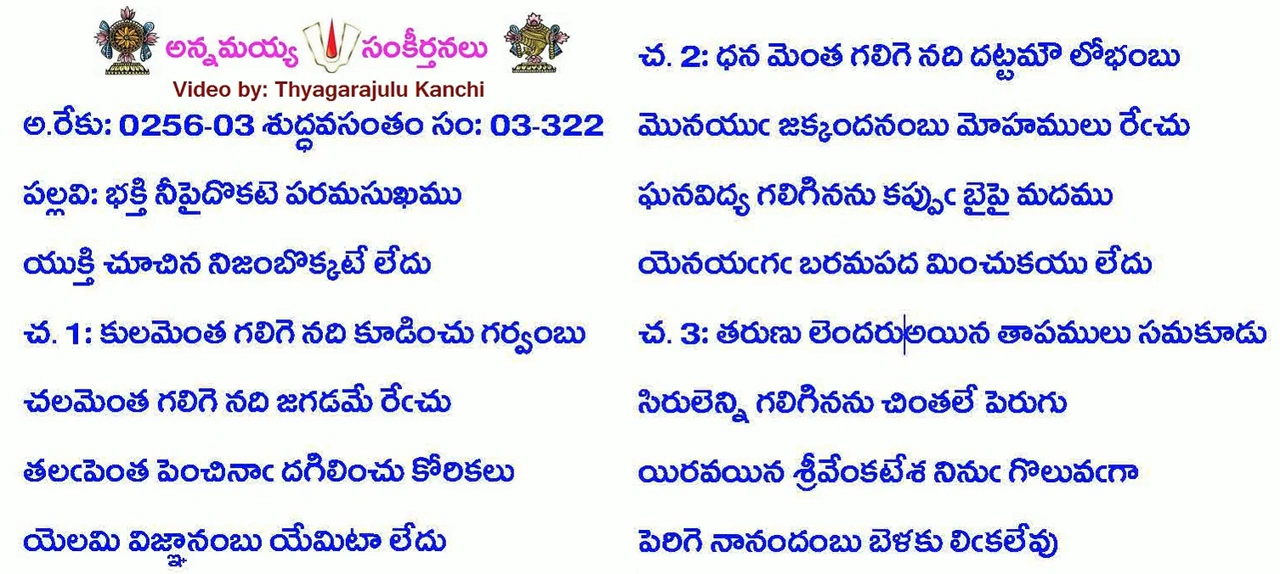 అన్నమయ్య సంకీర్తనలు
Video by: Thyagarajulu Kanchi
అ.రేకు: 0256-03 శుద్ధవసంతం సం: 03-322
పల్లవి: భక్తి నీపైదొకటె పరమసుఖము
యుక్తి చూచిన నిజంబొక్కటే లేదు
చ. 1: కులమెంత గలిగె నది కూడించు గర్వంబు
చలమెంత గలిగె నది జగడమే రేఁచు
తలఁపెంత పెంచినాఁ దగిలించు కోరికలు
యెలమి విజ్ఞానంబు యేమిటా లేదు
చ. 2: ధన మెంత గలిగె నది దట్టమౌ లోభంబు
మొనయుఁ జక్కందనంబు మోహములు రేఁచు
ఘనవిద్య గలిగినను కప్పుఁ బైపై మదము
యెనయఁగఁ బరమపద మించుకయు లేదు
చ. 3: తరుణు లెందరుఅయిన తాపములు సమకూడు
సిరులెన్ని గలిగినను చింతలే పెరుగు
యిరవయిన శ్రీవేంకటేశ నినుఁ గొలువఁగా
పెరిగె నానందంబు బెళకు లిఁకలేవు